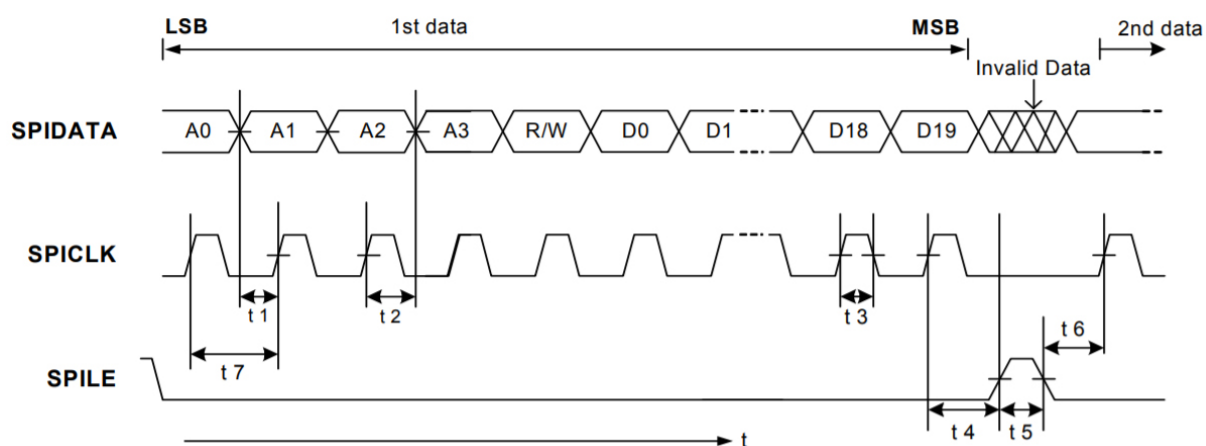 LSB 1st data MSB 2nd data
Invalid Data
SPIDATA A0 A1 A2 A3 R/W D0 D1 D18 D19
SPICLK
t 1 t 2 t 3
t 7 t 6
SPILE
t 4 t 5
t